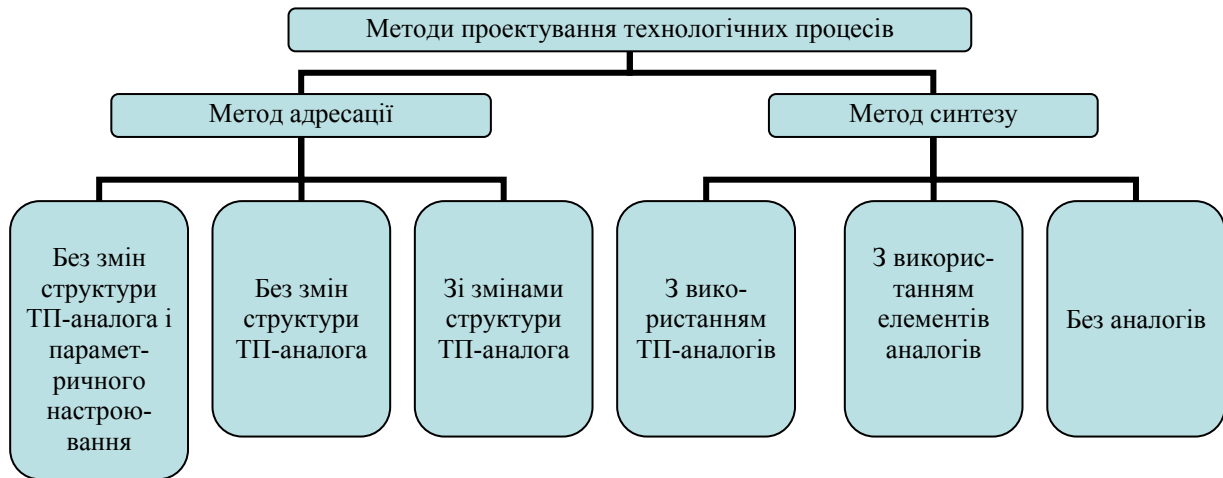 Методи проектування технологічних процесів
Метод адресації
Метод синтезу
Без змін
структури
ТП-аналога і
парамет-
ричного
настрою-
вання
Без змін
структури
ТП-аналога
Зі змінами
структури
ТП-аналога
З вико-
ристанням
ТП-аналогів
З викорис-
танням
елементів
аналогів
Без аналогів